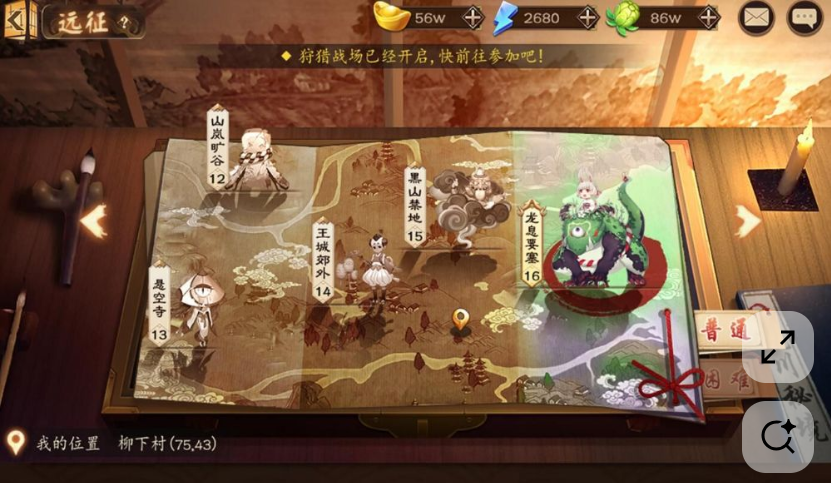 远征?
56w
2680
86w
狩猎战场已经开启,快前往参加吧!
山岚旷谷
12
黑山禁地
15
龙息要塞
16
王城郊外
14
悬空寺
13
普通
困难
秘境
我的位置 柳下村(75,43)